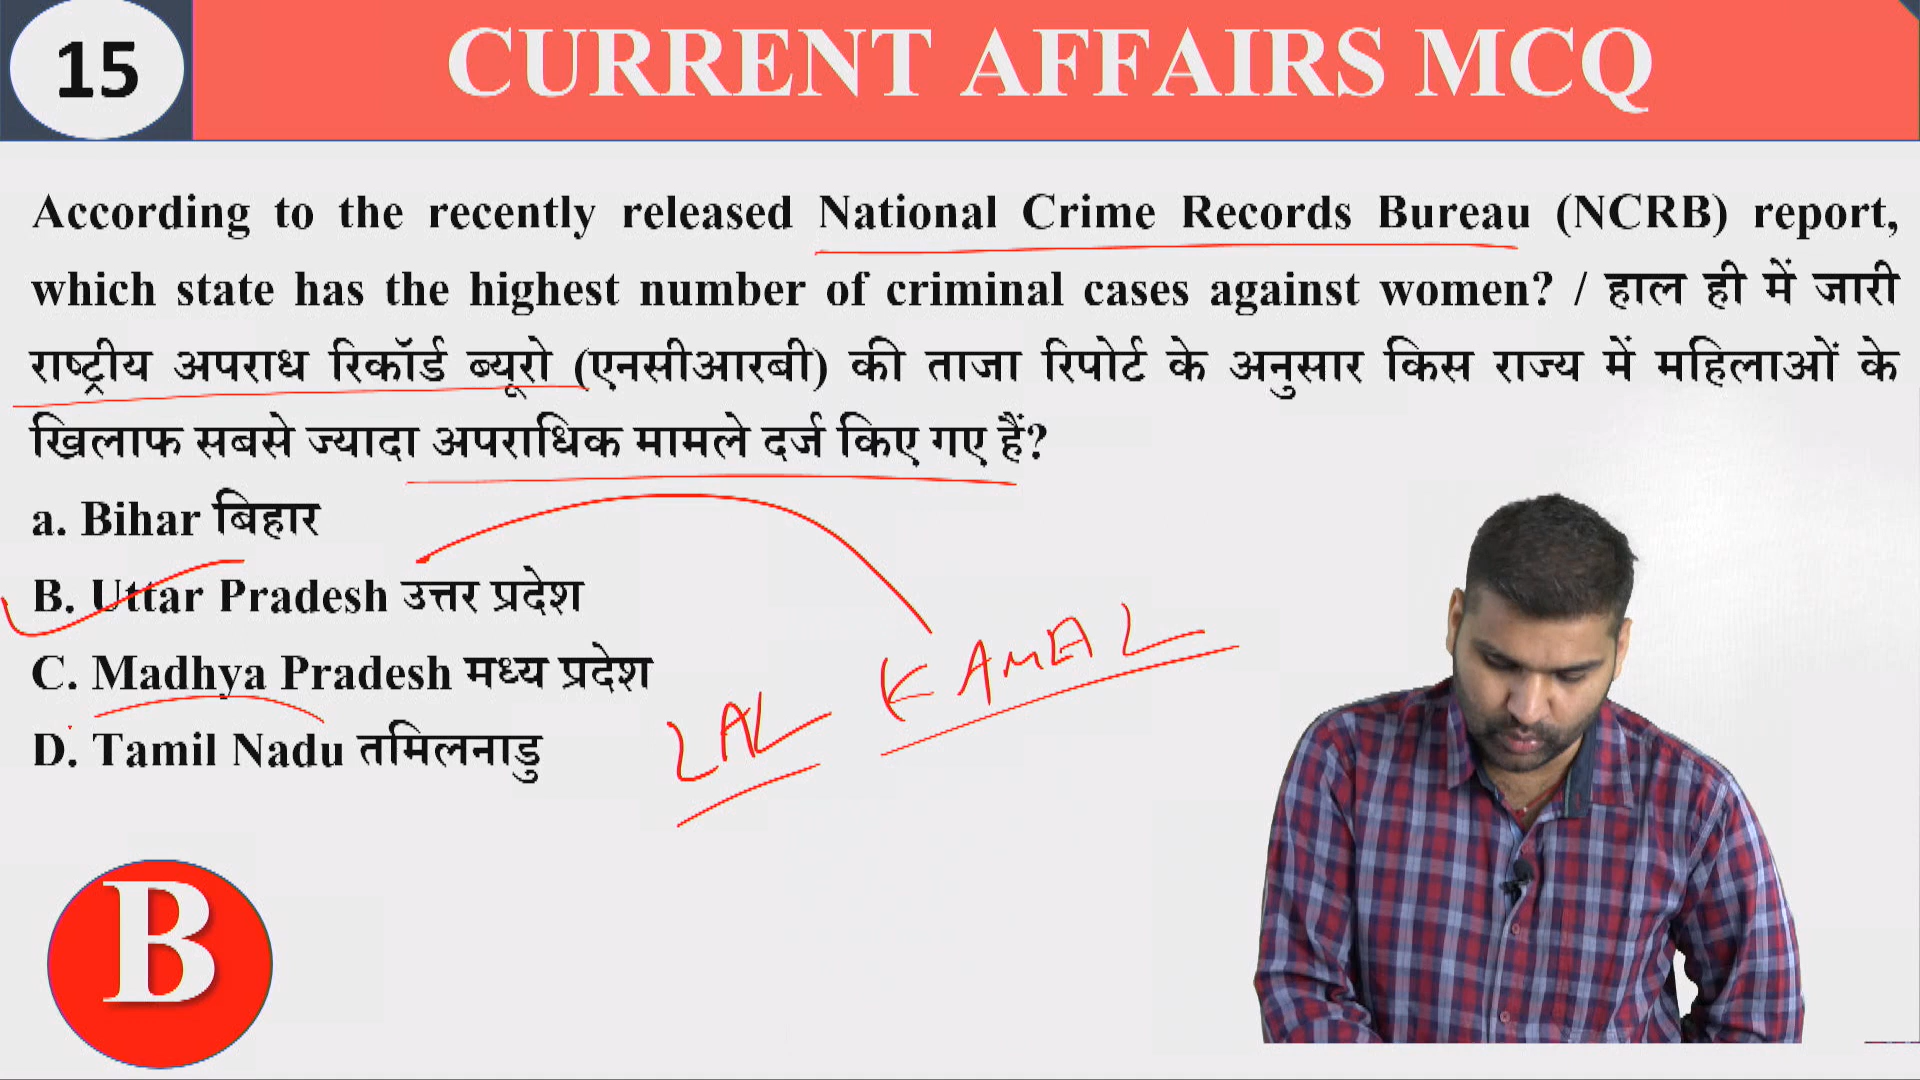 15
CURRENT AFFAIRS MCQ
According to the recently released National Crime Records Bureau (NCRB) report,
which state has the highest number of criminal cases against women? / हाल ही में जारी
राष्ट्रीय अपराध रिकॉर्ड ब्यूरो (एनसीआरबी) की ताजा रिपोर्ट के अनुसार किस राज्य में महिलाओं के
खिलाफ सबसे ज्यादा अपराधिक मामले दर्ज किए गए हैं?
a. Bihar बिहार
B. Uttar Pradesh उत्तर प्रदेश
C. Madhya Pradesh मध्य प्रदेश
D. Tamil Nadu तमिलनाडु
LAL KAMAL
B